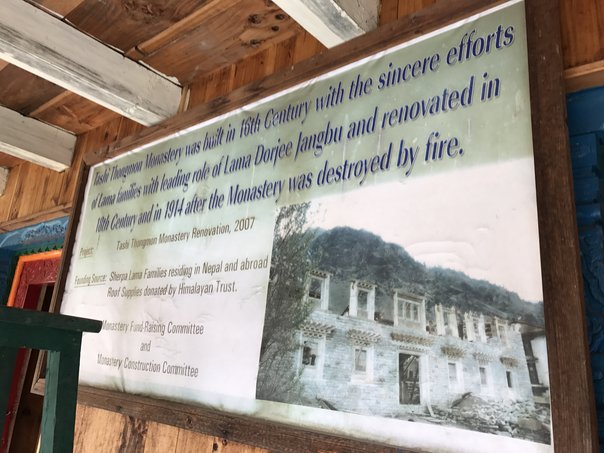 Tashi Thongmon Monastery was built in 16th Century with the sincere efforts
of Lama families with leading role of Lama Dorjee Jangbu and renovated in
18th Century and in 1914 after the Monastery was destroyed by fire.
Project: Tashi Thongmon Monastery Renovation, 2007
Founding Source: Sherpa Lama Families residing in Nepal and abroad
Roof Supplies donated by Himalayan Trust.
Monastery Fund-Raising Committee
and
Monastery Construction Committee